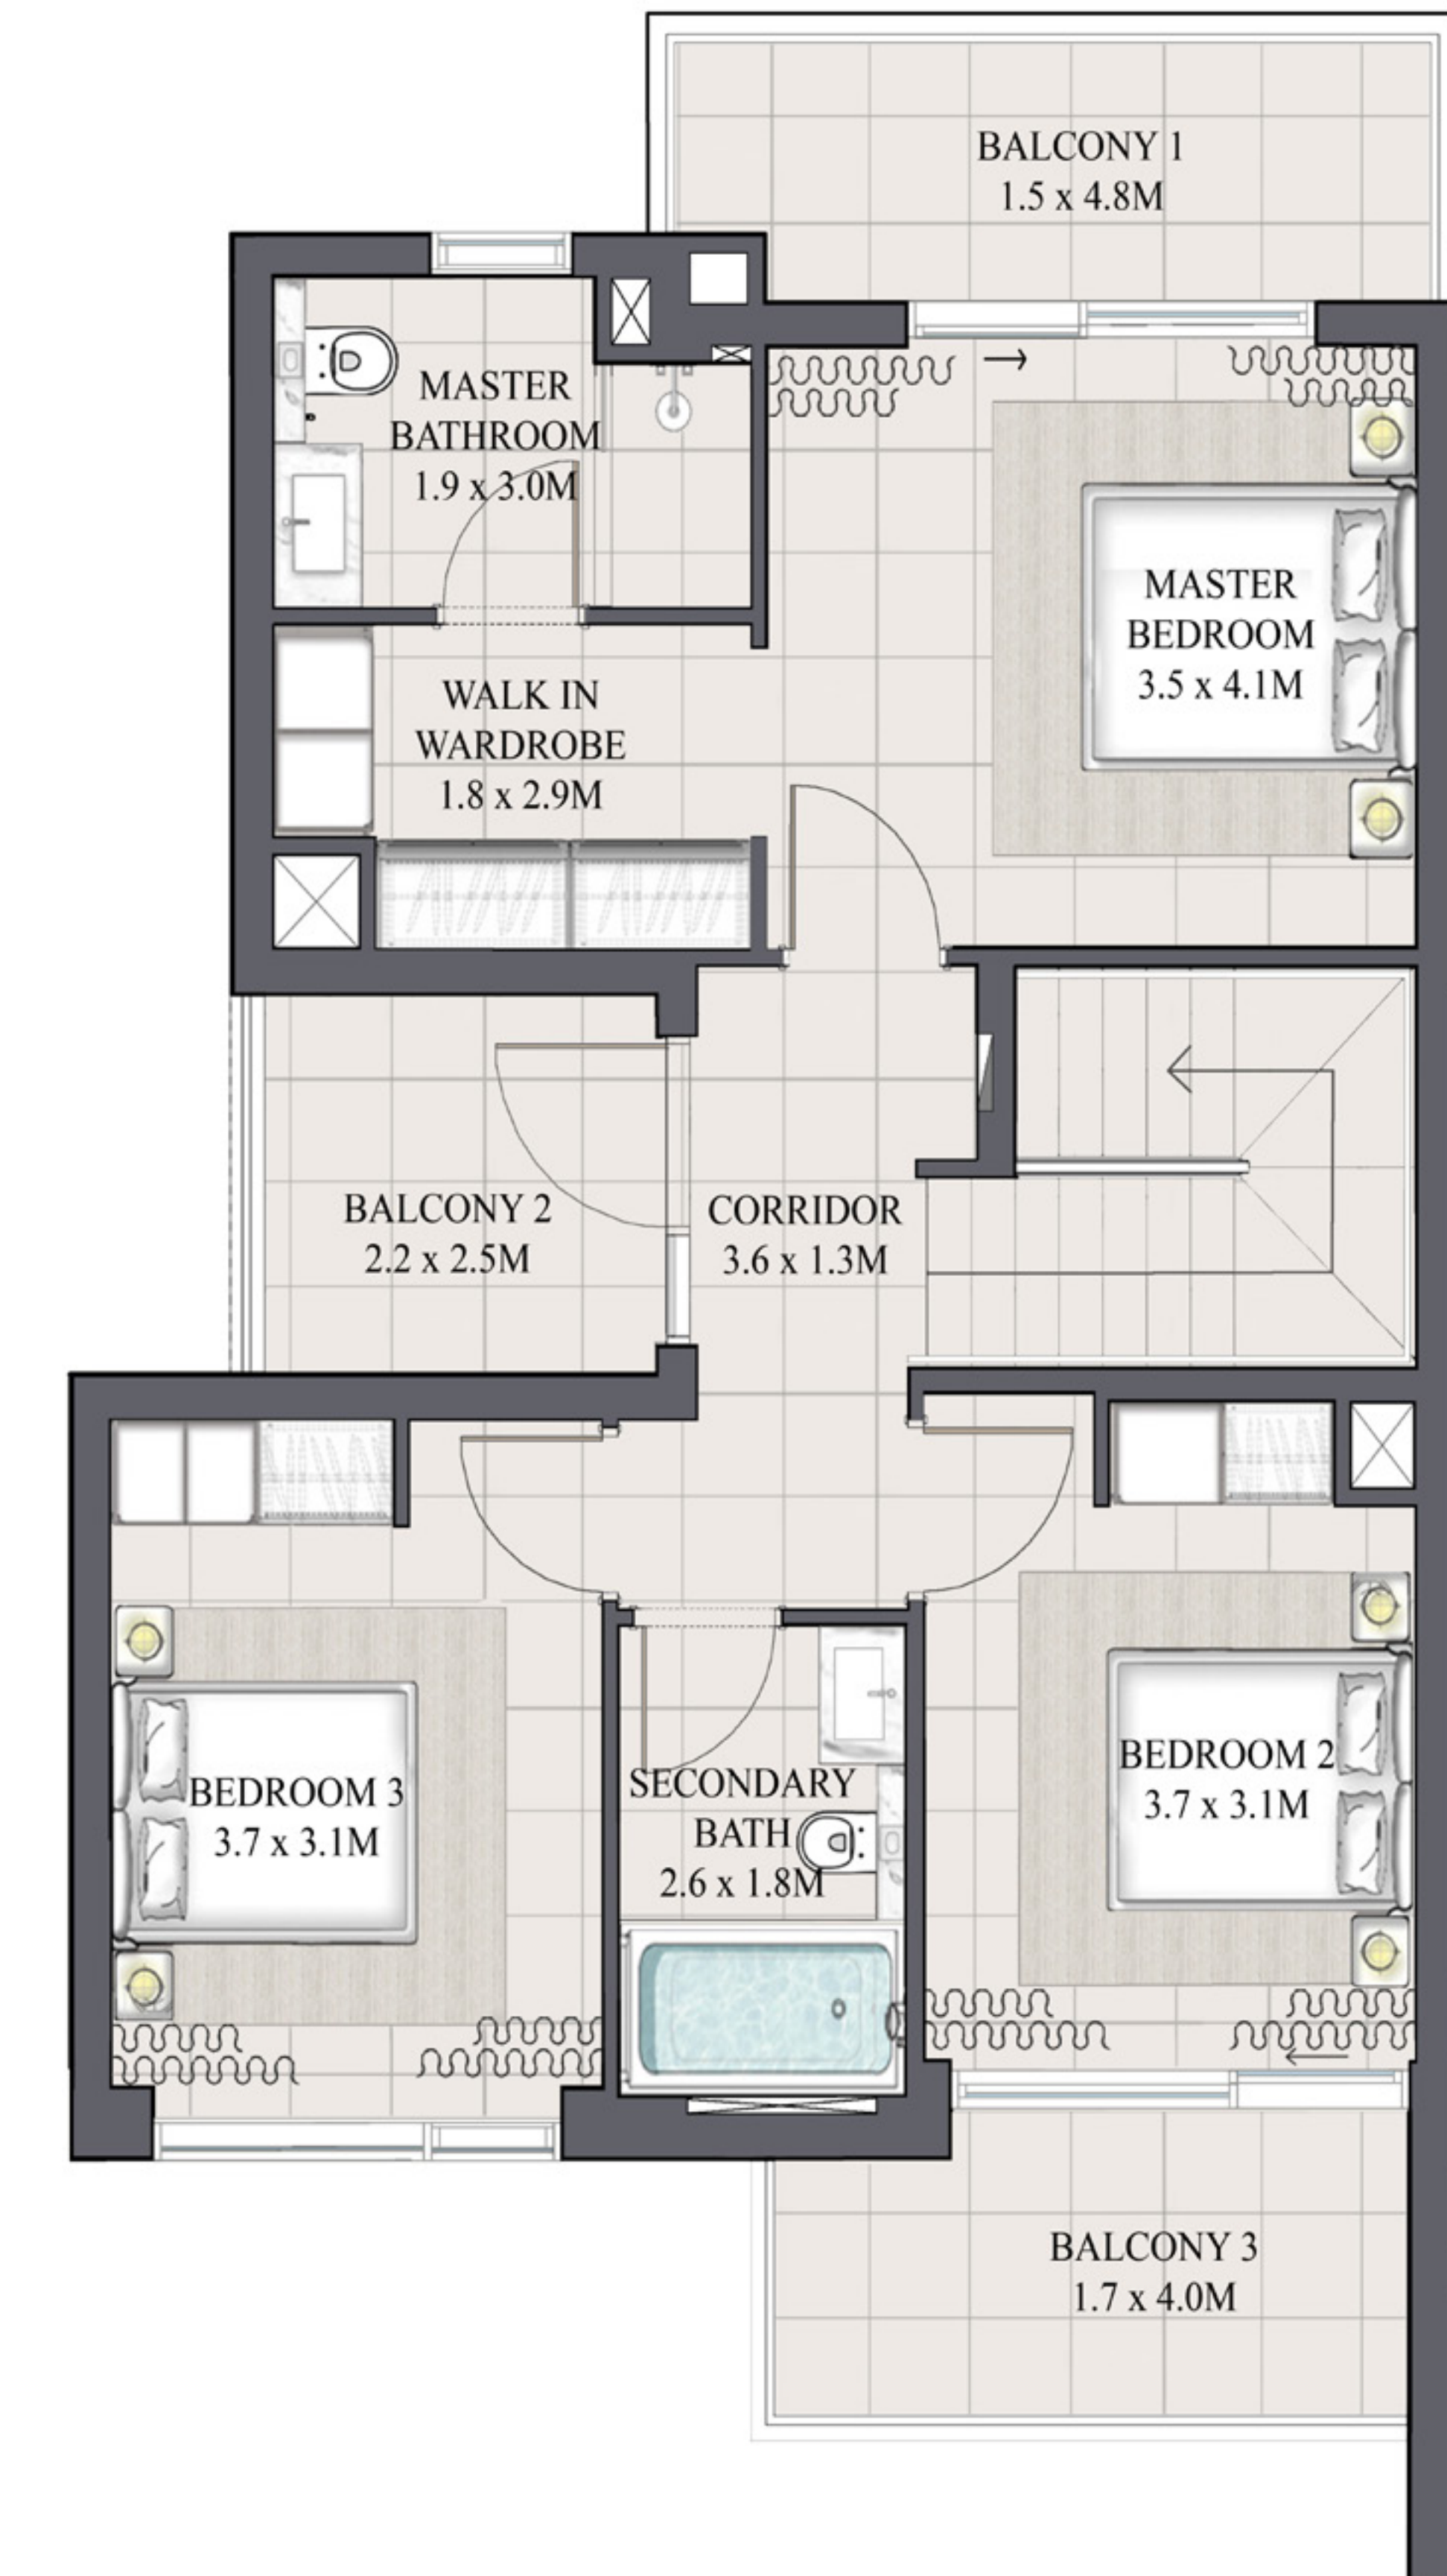 BALCONY 1
1.5 x 4.8M
MASTER
BATHROOM
1.9 x 3.0M
MASTER
BEDROOM
3.5 x 4.1M
WALK IN
WARDROBE
1.8 x 2.9M
BALCONY 2
2.2 x 2.5M
CORRIDOR
3.6 x 1.3M
BEDROOM 3
3.7 x 3.1M
SECONDARY
BATH
2.6 x 1.8M
BEDROOM 2
3.7 x 3.1M
BALCONY 3
1.7 x 4.0M